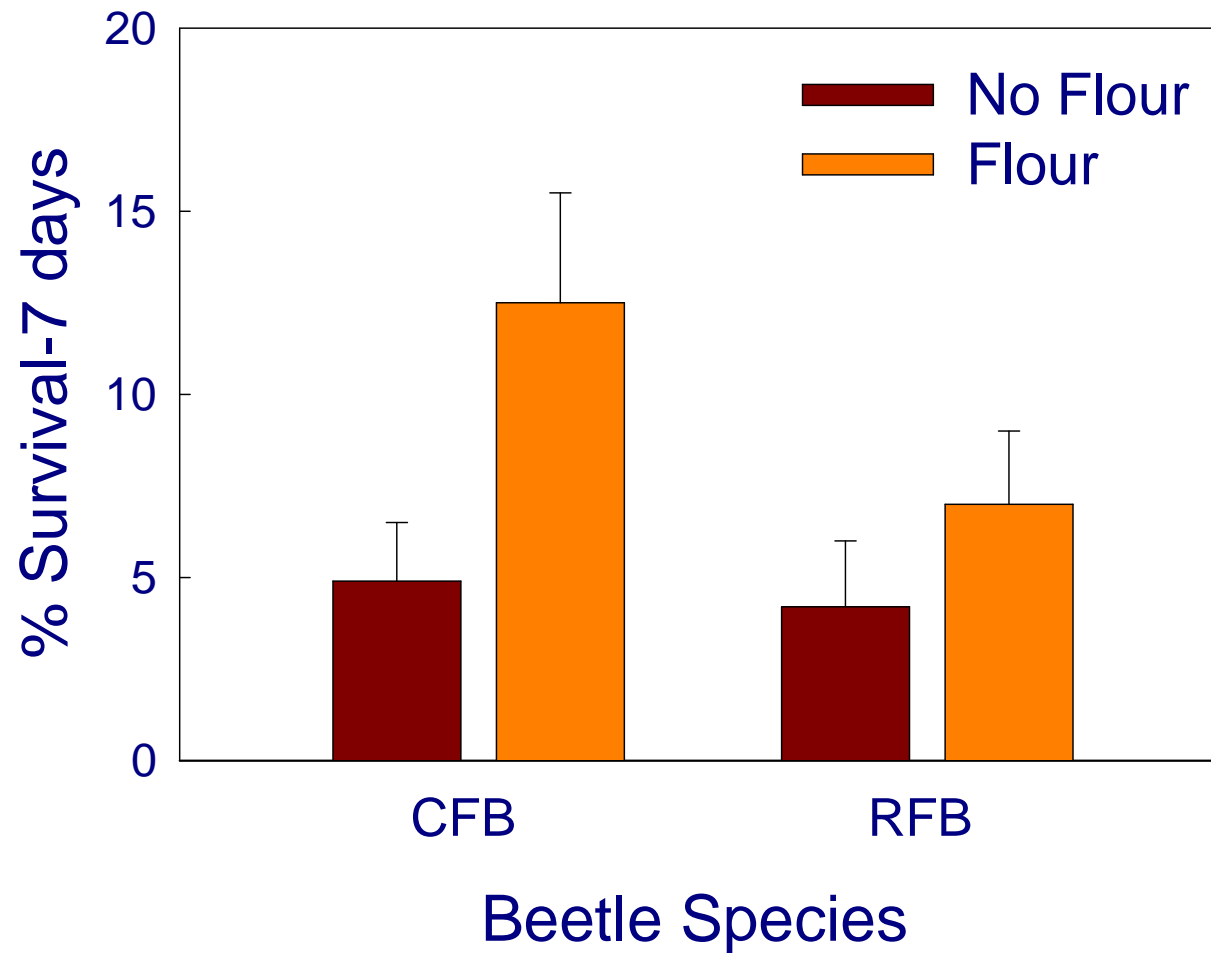 20
15
10
5
0
% Survival-7 days
No Flour
Flour
CFB
RFB
Beetle Species